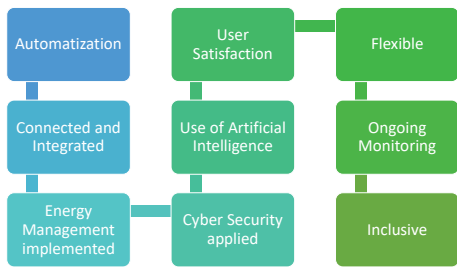 Automatization
Connected and
Integrated
Energy
Management
implemented
Cyber Security
applied
Use of Artificial
Intelligence
User
Satisfaction
Flexible
Ongoing
Monitoring
Inclusive